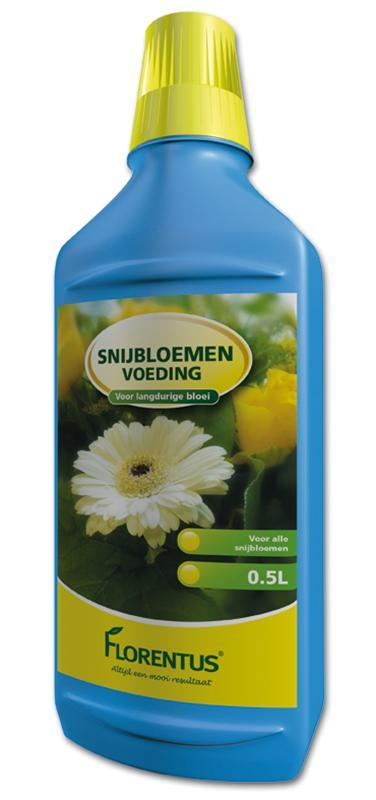 SNIJBLOEMEN
VOEDING
Voor langdurige bloei
Voor alle
snijbloemen
0.5L
FLORENTUS®
Altijd een mooi resultaat